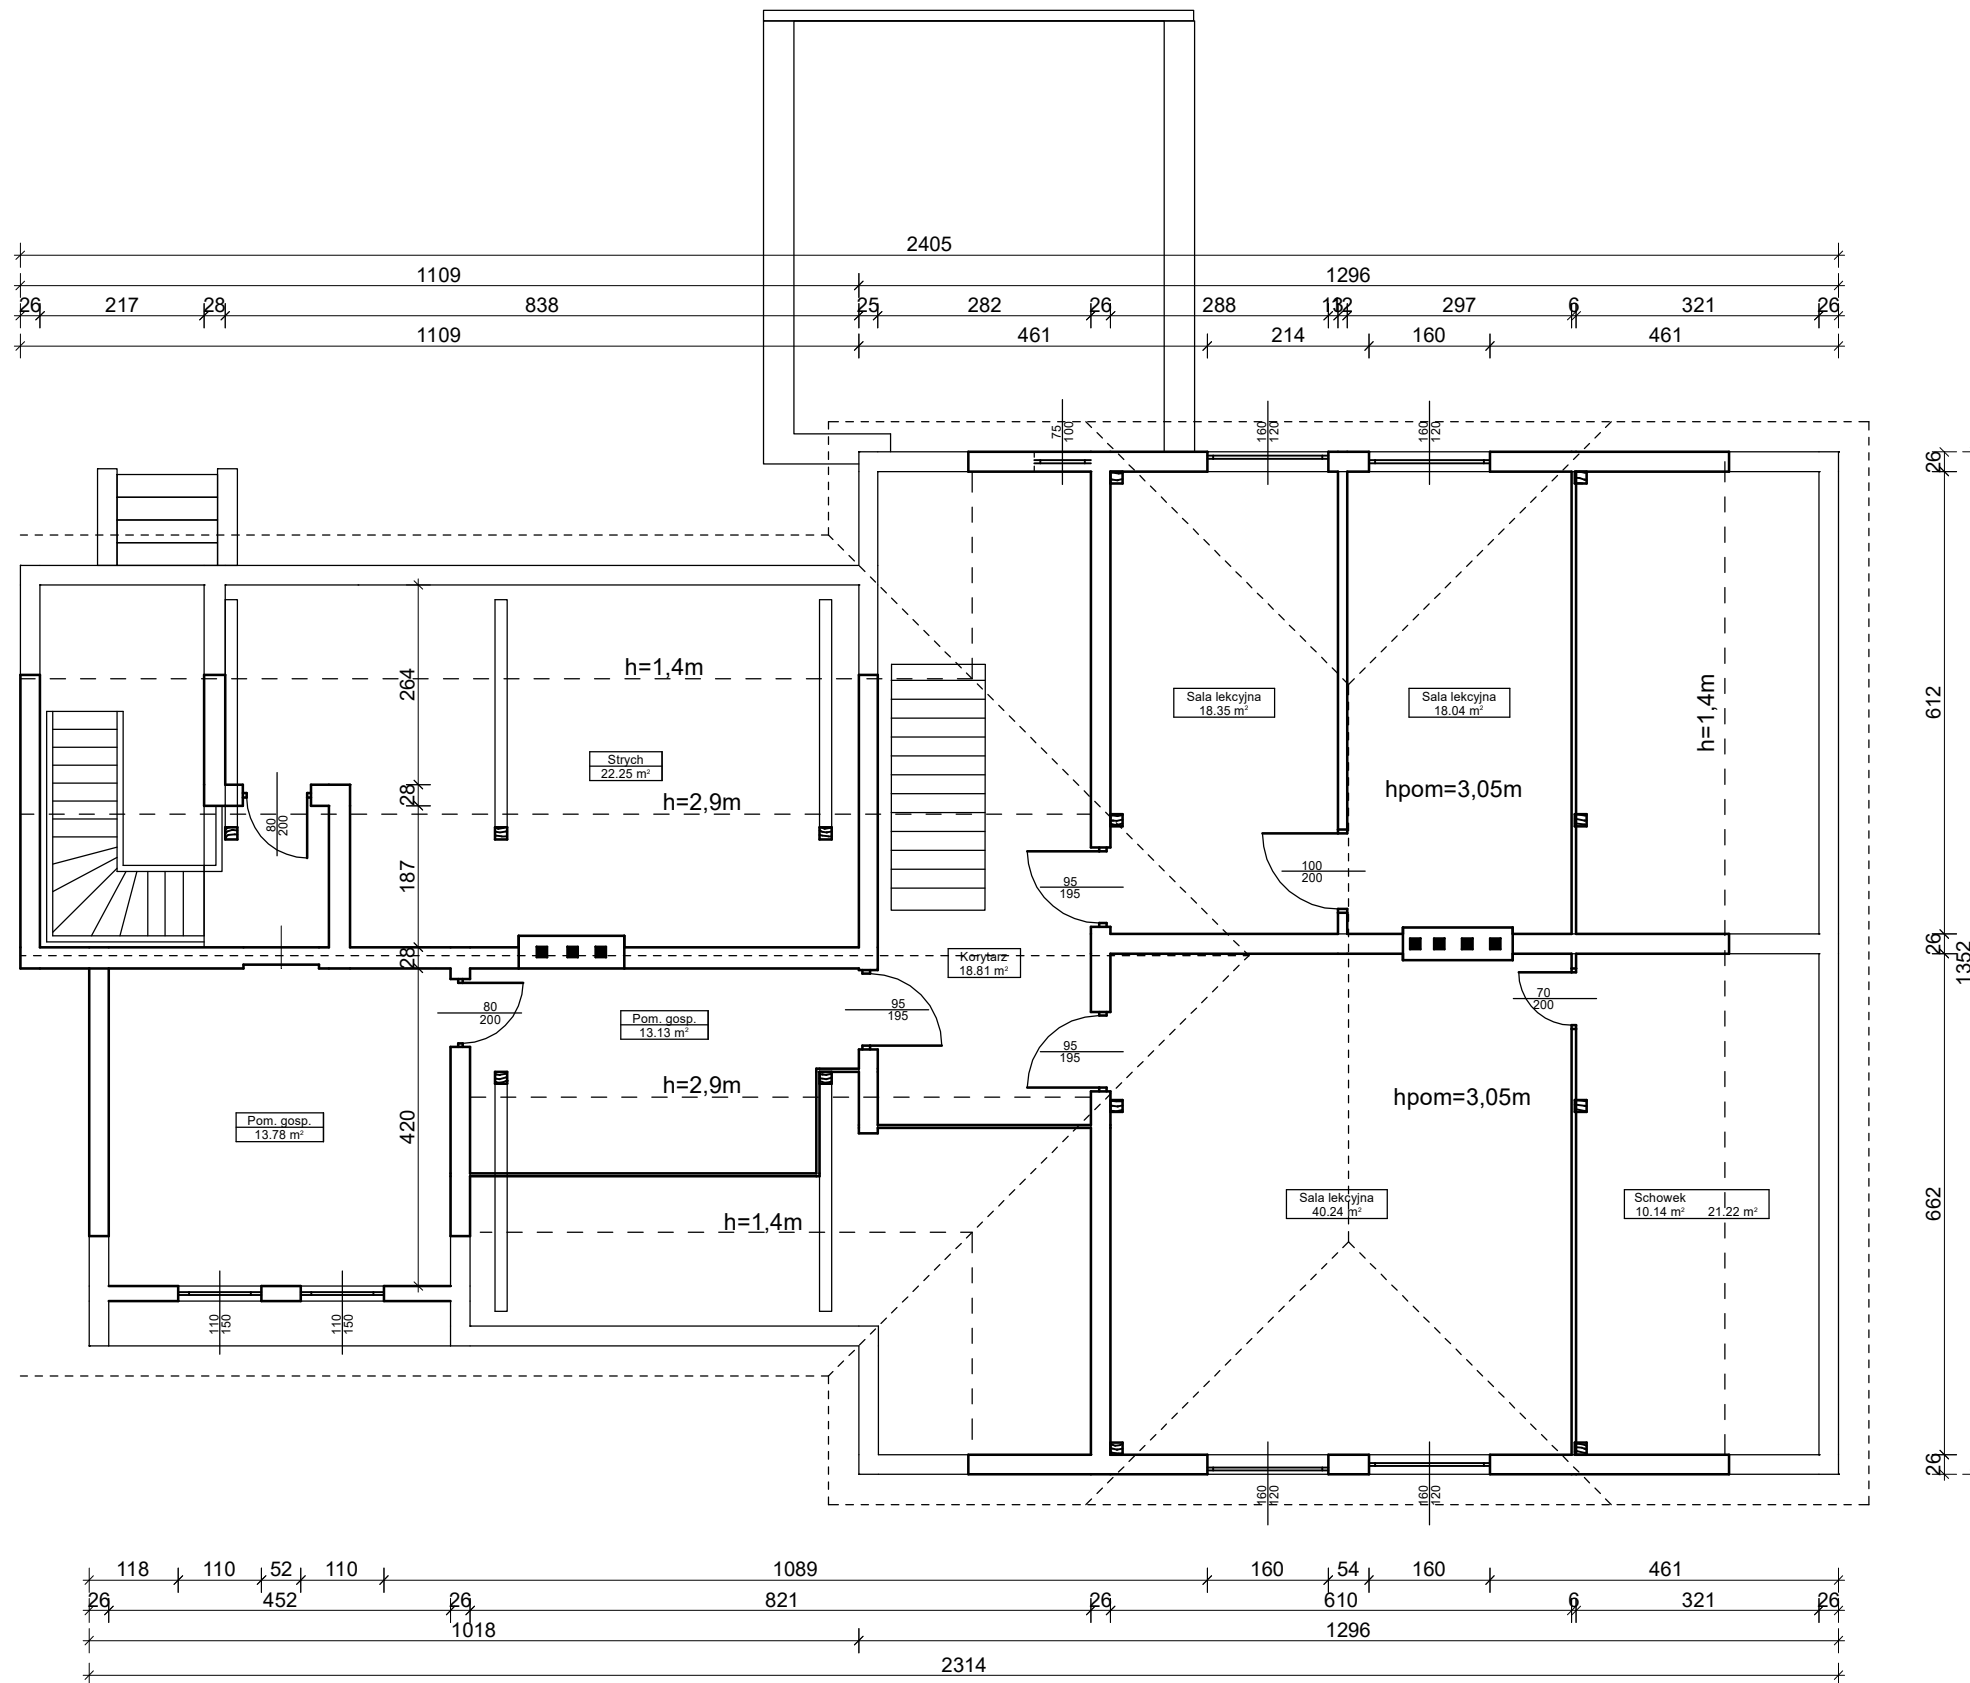 2405
1109 1296
26 217 28 838 25 282 26 288 13 12 297 6 321 26
1109 461 214 160 461
75
100
160
120
160
120
26
612
26
1352
662
26
h=1,4m
264
Strych
22.25 m²
28
h=2,9m
80
200
187
28
Sala lekcyjna
18.35 m²
Sala lekcyjna
18.04 m²
hpom=3,05m
h=1,4m
100
200
95
195
Korytarz
18.81 m²
80
200
Pom. gosp.
13.13 m²
95
195
95
195
70
200
h=2,9m
hpom=3,05m
Pom. gosp.
13.78 m²
420
h=1,4m
Sala lekcyjna
40.24 m²
Schowek
10.14 m² 21.22 m²
110
150
110
150
160
120
160
120
118 110 52 110 1089 160 54 160 461
26 452 26 821 26 610 6 321 26
1018 1296
2314